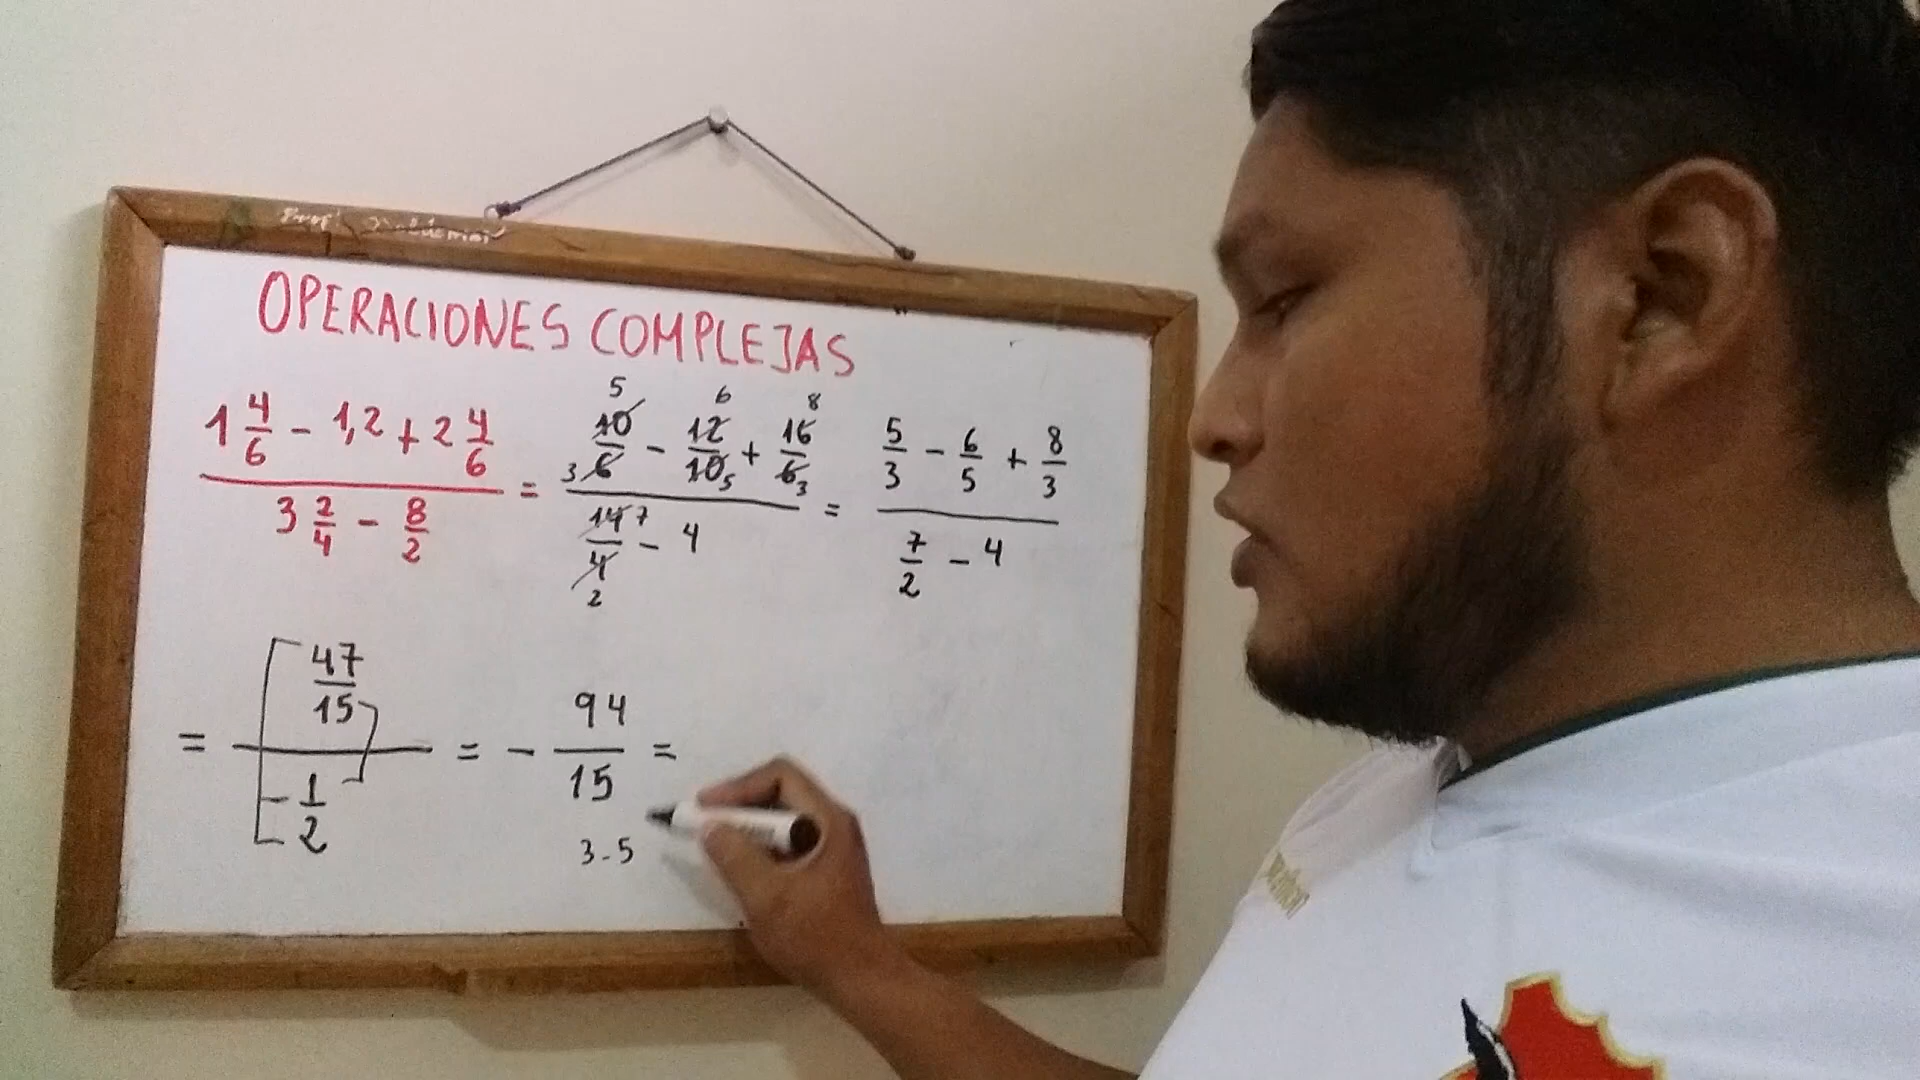 OPERACIONES COMPLEJAS
1 4/6 - 1,2 + 2 4/6 / 3 2/4 - 8/2 = 5 10/6 3 - 6 12/10 5 + 8 16/6 3 / 14/4 7 2 - 4 = 5/3 - 6/5 + 8/3 / 7/2 - 4
= 47/15 / - 1/2 = - 94/15 =
3-5